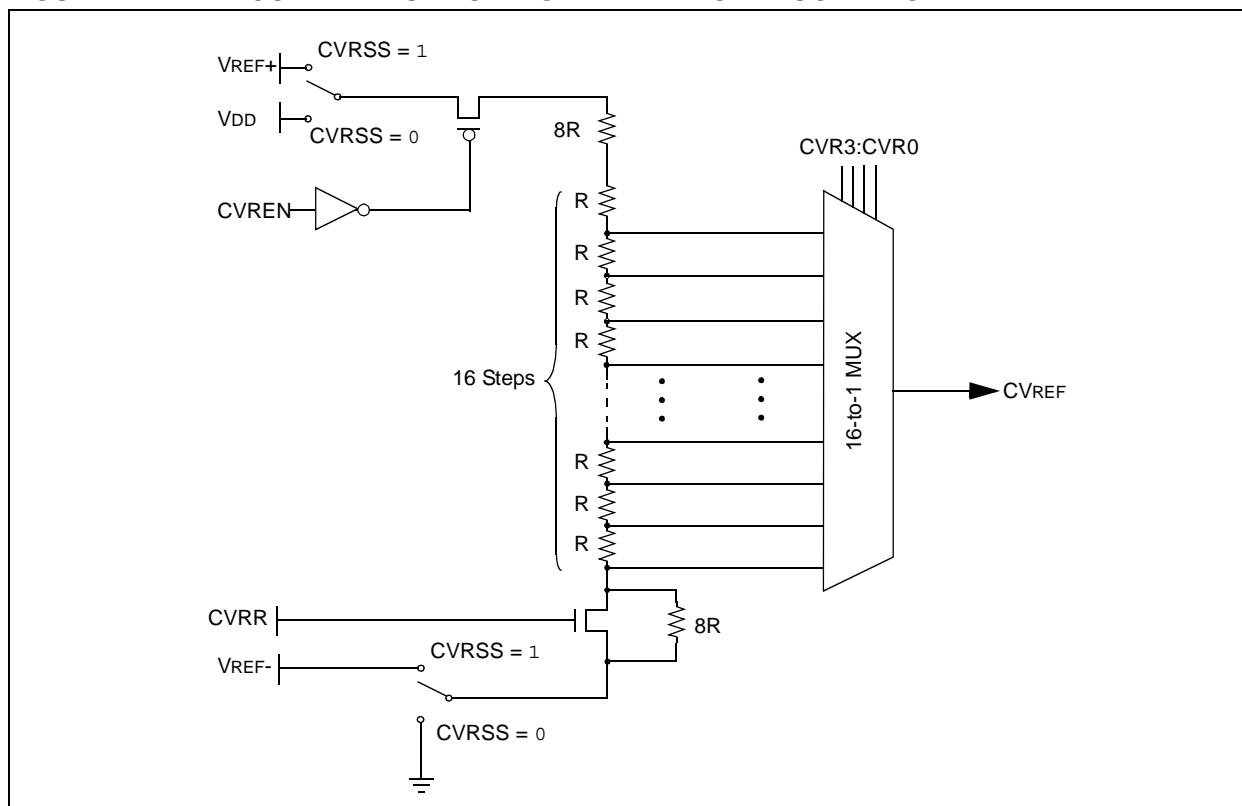 CVRSS = 1
VREF+
VDD
CVRSS = 0
8R
CVR3:CVR0
CVREN
R
R
R
R
16 Steps
16-to-1 MUX
CVREF
R
R
R
CVRR
8R
CVRSS = 1
VREF-
CVRSS = 0